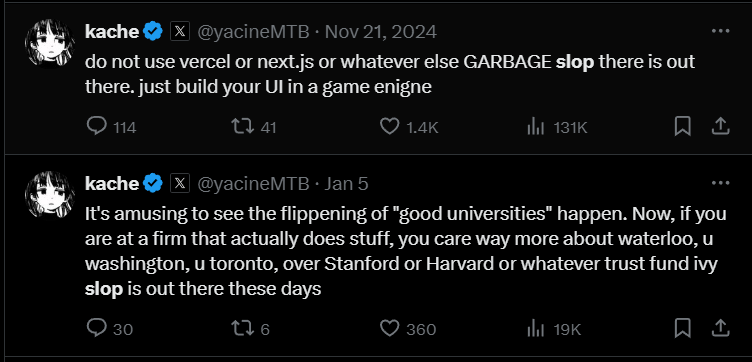 kache @yacineMTB · Nov 21, 2024
do not use vercel or next.js or whatever else GARBAGE slop there is out
there. just build your UI in a game enigne
114 41 1.4K 131K
kache @yacineMTB · Jan 5
It's amusing to see the flippening of "good universities" happen. Now, if you
are at a firm that actually does stuff, you care way more about waterloo, u
washington, u toronto, over Stanford or Harvard or whatever trust fund ivy
slop is out there these days
30 6 360 19K